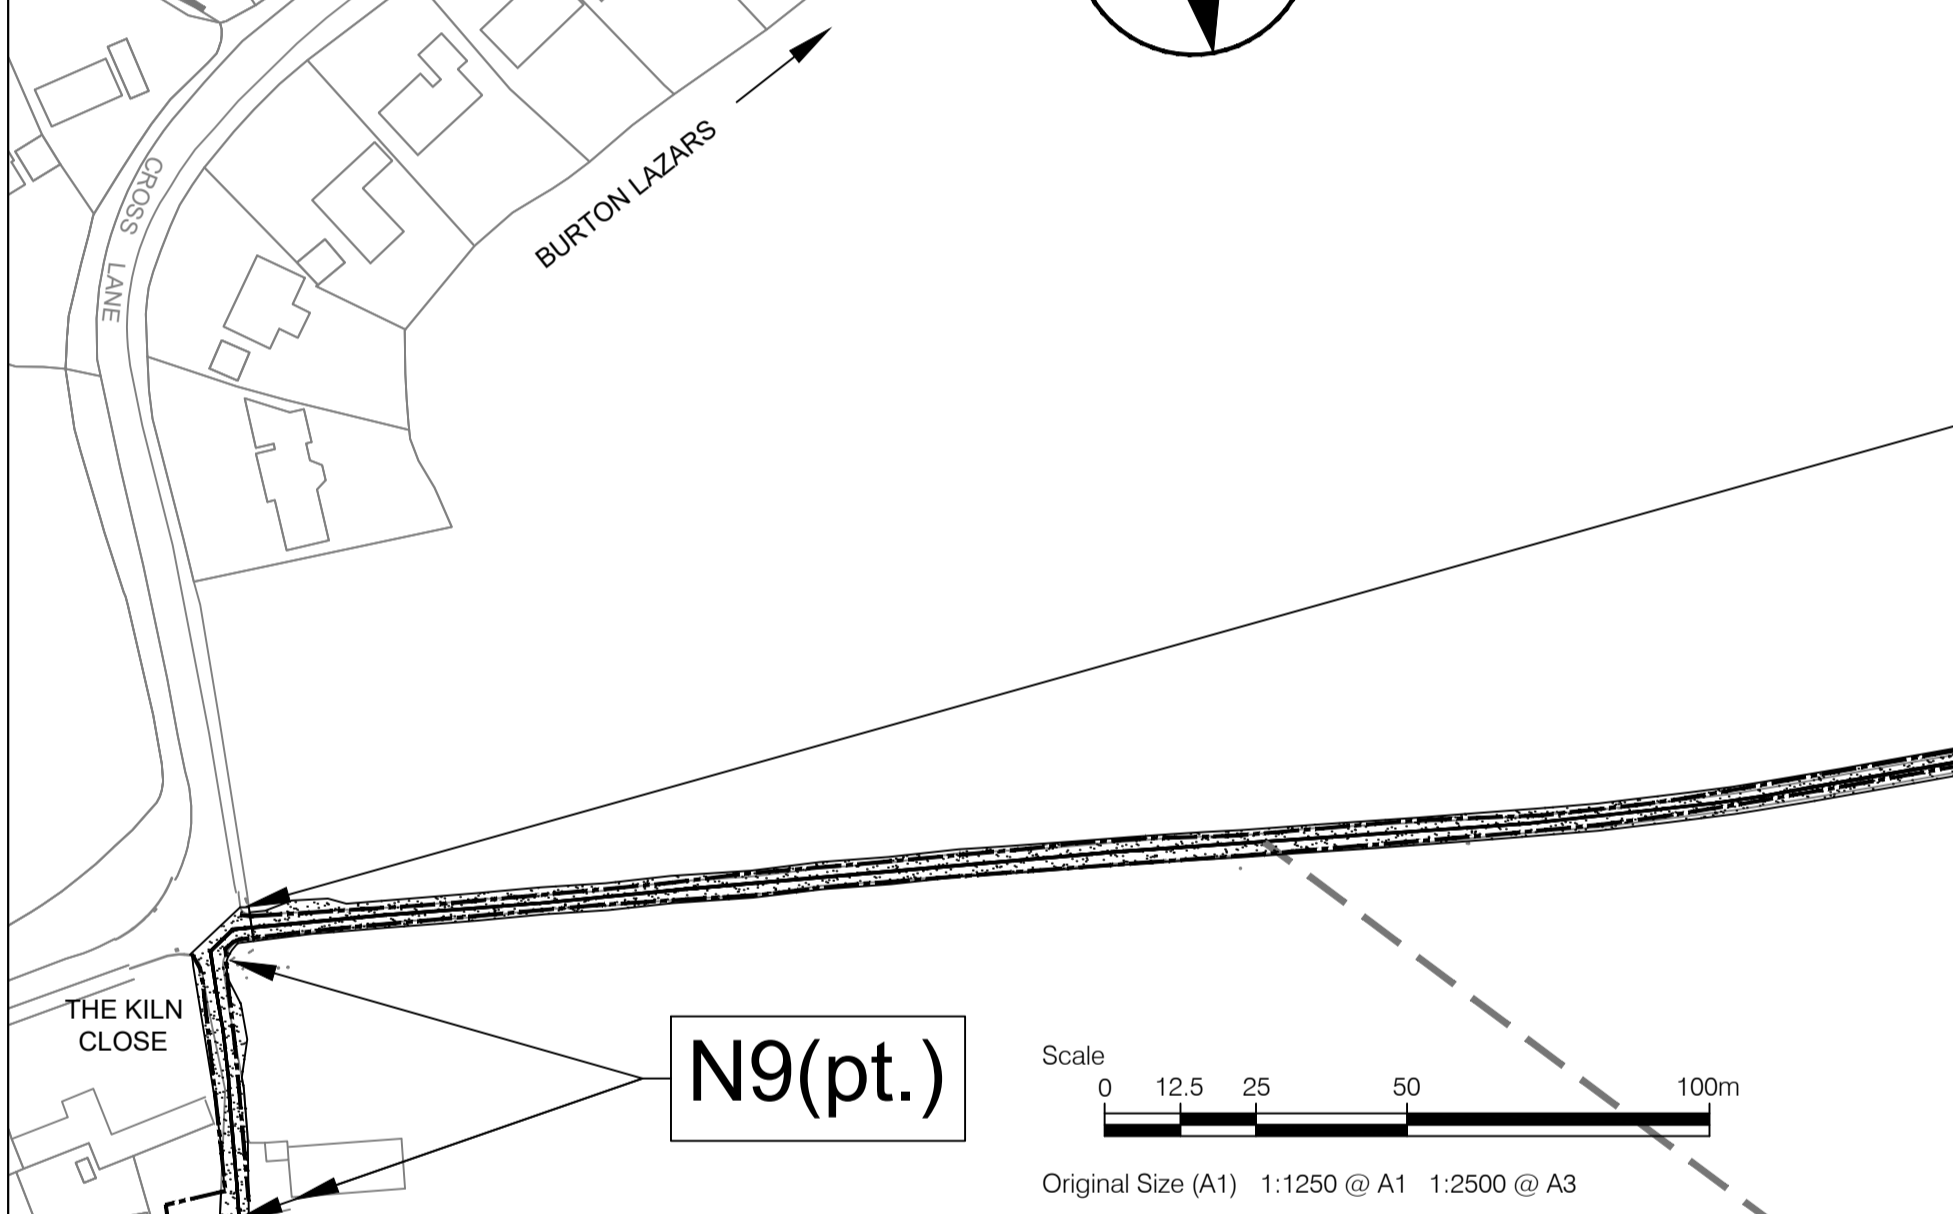 CROSS LANE
BURTON LAZARS
THE KILN
CLOSE
N9(pt.)
Scale
0 12.5 25 50 100m
Original Size (A1) 1:1250 @ A1 1:2500 @ A3